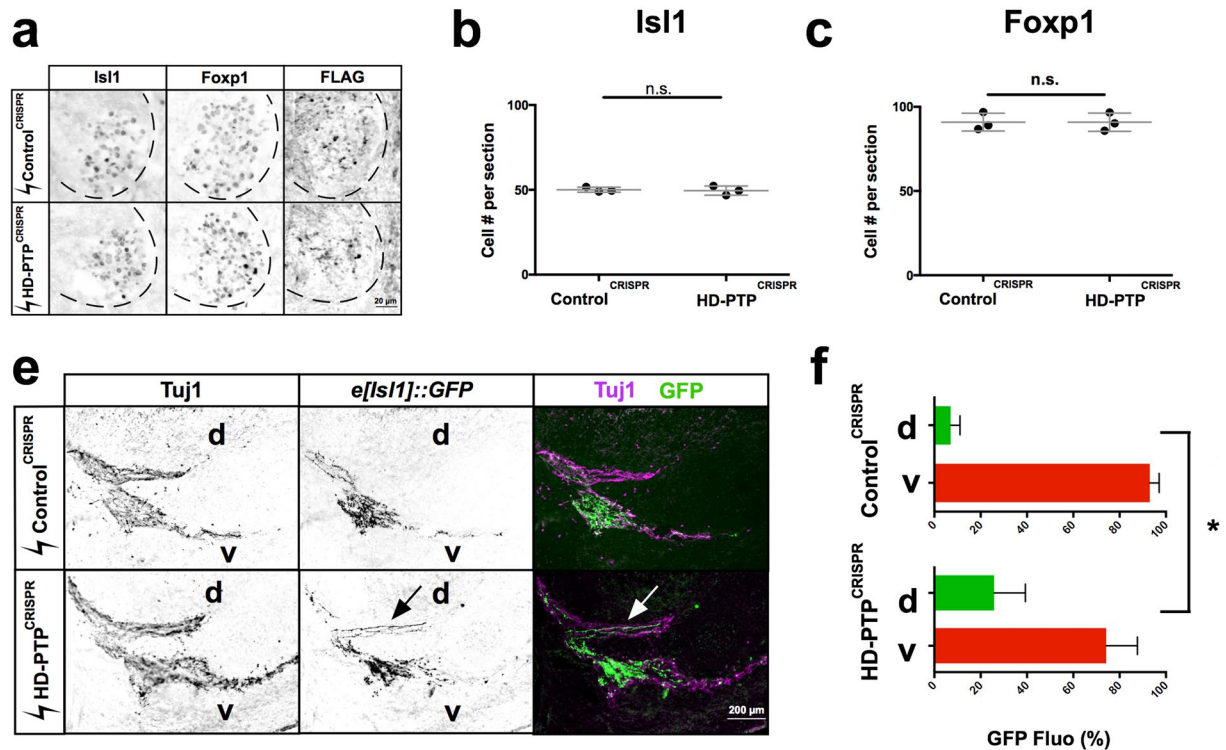 a
Isl1 Foxp1 FLAG
Control CRISPR
HD-PTP CRISPR
20 µm
b
Isl1
n.s.
Cell # per section
100
50
0
Control CRISPR HD-PTP CRISPR
c
Foxp1
n.s.
Cell # per section
100
50
0
Control CRISPR HD-PTP CRISPR
e
Tuj1 e[Isl1]::GFP Tuj1 GFP
Control CRISPR
d d
v v
HD-PTP CRISPR
d d
v v
200 µm
f
Control CRISPR
d
v
0 20 40 60 80 100
*
HD-PTP CRISPR
d
v
0 20 40 60 80 100
GFP Fluo (%)